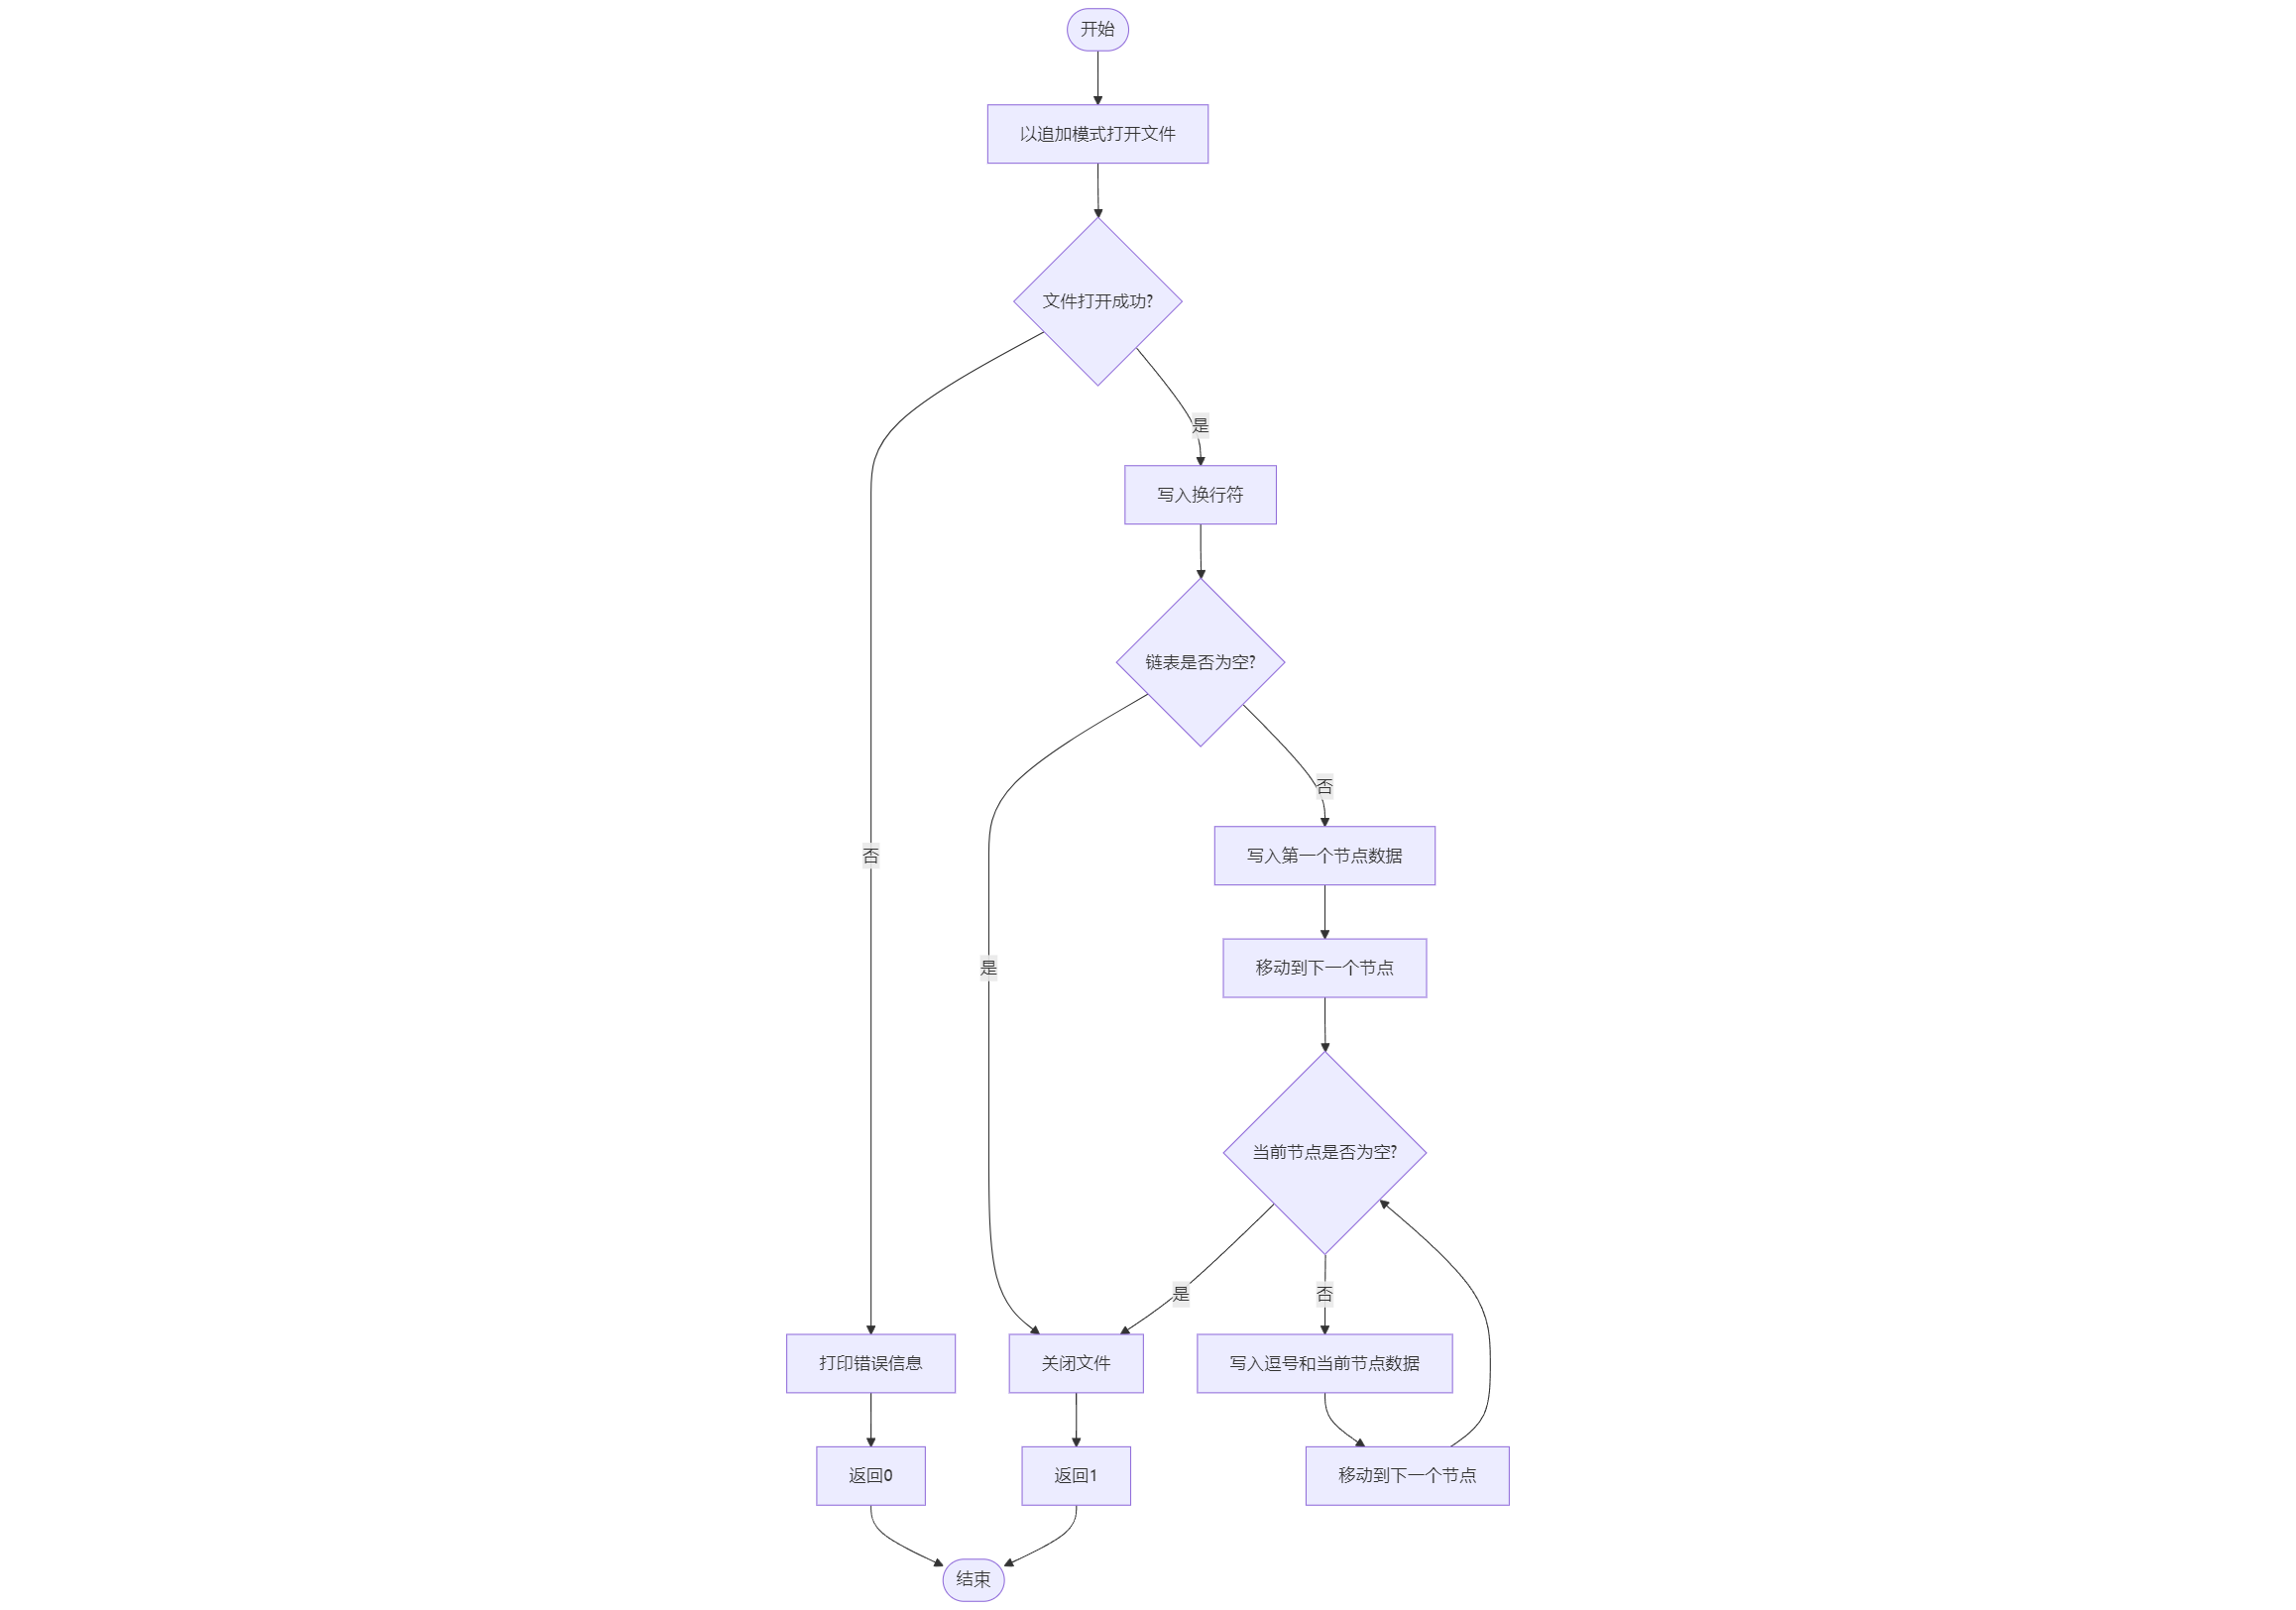 开始
以追加模式打开文件
文件打开成功?
是
写入换行符
链表是否为空?
否
写入第一个节点数据
否
移动到下一个节点
是
当前节点是否为空?
是
否
打印错误信息
关闭文件
写入逗号和当前节点数据
返回0
返回1
移动到下一个节点
结束